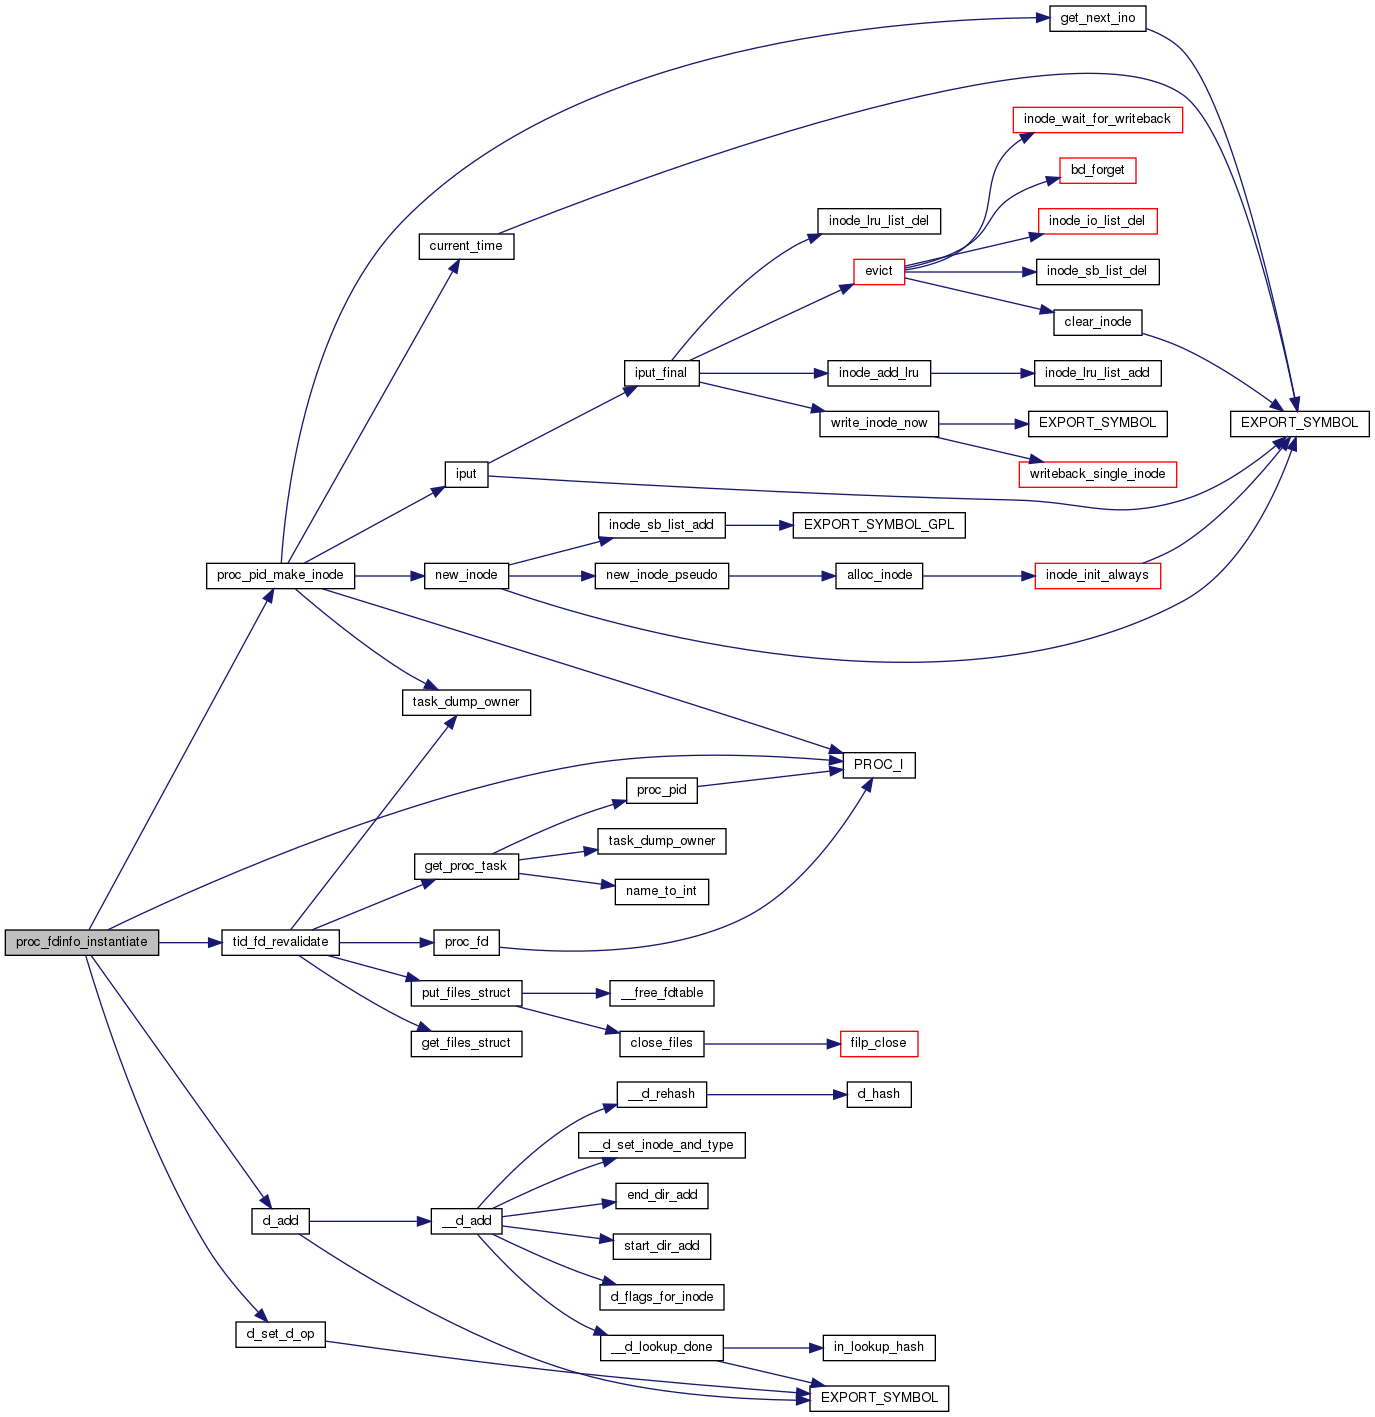 get_next_ino
inode_wait_for_writeback
bd_forget
inode_lru_list_del
inode_io_list_del
current_time
evict
inode_sb_list_del
clear_inode
iput_final
inode_add_lru
inode_lru_list_add
write_inode_now
EXPORT_SYMBOL
EXPORT_SYMBOL
iput
writeback_single_inode
inode_sb_list_add
EXPORT_SYMBOL_GPL
proc_pid_make_inode
new_inode
new_inode_pseudo
alloc_inode
inode_init_always
task_dump_owner
PROC_I
proc_pid
task_dump_owner
get_proc_task
name_to_int
proc_fdinfo_instantiate
tid_fd_revalidate
proc_fd
put_files_struct
__free_fdtable
get_files_struct
close_files
filp_close
__d_rehash
d_hash
__d_set_inode_and_type
end_dir_add
d_add
__d_add
start_dir_add
d_flags_for_inode
d_set_d_op
__d_lookup_done
in_lookup_hash
EXPORT_SYMBOL